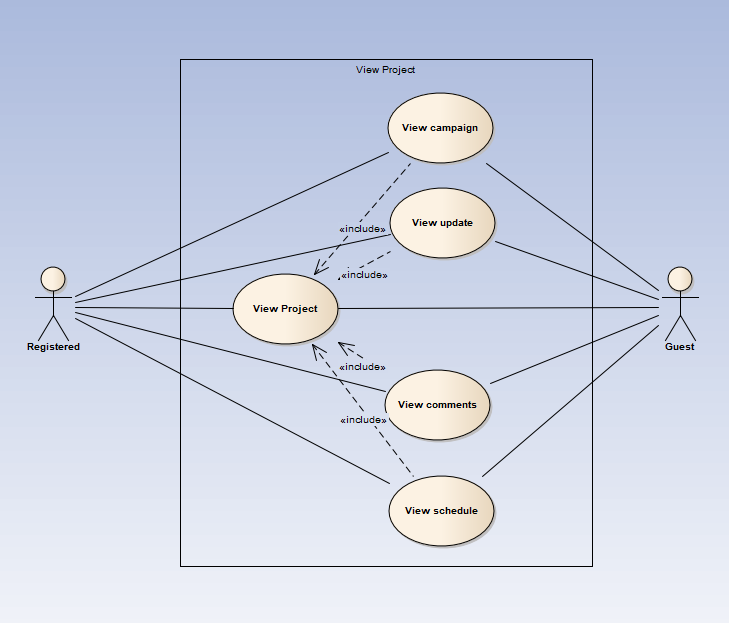 View Project
View campaign
View update
«include»
«include»
View Project
Registered
Guest
«include»
View comments
«include»
View schedule